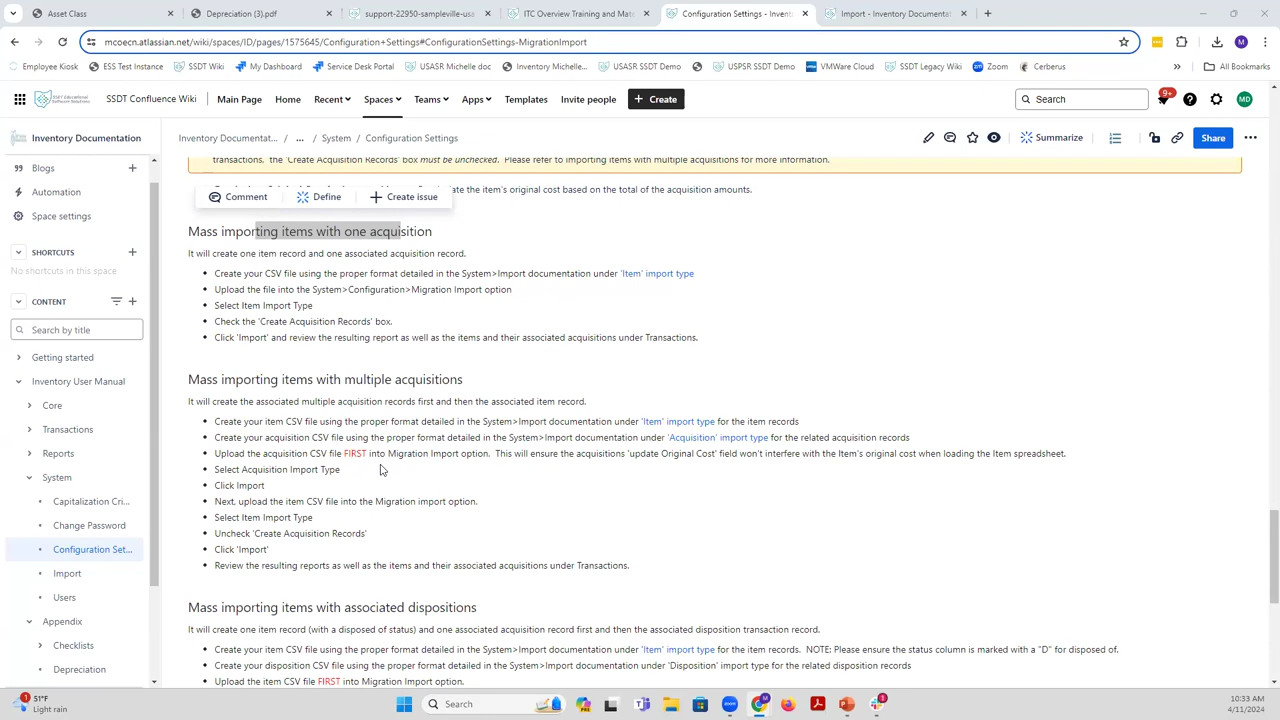 Asset Class
Depreciation (3).pdf
support-22950-sampleville-usa
ITC Overview Training and Mate
Configuration Settings - Invent
Import - Inventory Documentat
mcoecn.atlassian.net/wiki/spaces/ID/pages/1575645/Configuration+Settings#ConfigurationSettings-MigrationImport
M
Employee Kiosk
ESS Test Instance
SSDT Wiki
My Dashboard
Service Desk Portal
USASR Michelle doc
Inventory Michelle...
USASR SSDT Demo
USPSR SSDT Demo
VMWare Cloud
SSDT Legacy Wiki
Zoom
Cerberus
All Bookmarks
SSDT Confluence Wiki
Main Page
Home
Recent
Spaces
Teams
Apps
Templates
Invite people
+ Create
Search
9+
MD
Inventory Documentation
Inventory Documentat... / ... / System / Configuration Settings
Summarize
Share
Blogs
Automation
Space settings
SHORTCUTS
No shortcuts in this space
CONTENT
Search by title
Getting started
Inventory User Manual
Core
Transactions
Reports
System
Capitalization Cri...
Change Password
Configuration Set...
Import
Users
Appendix
Checklists
Depreciation
transactions, the 'Create Acquisition Records' box must be unchecked. Please refer to importing items with multiple acquisitions for more information.
ate the item's original cost based on the total of the acquisition amounts.
Comment
Define
Create issue
Mass importing items with one acquisition
It will create one item record and one associated acquisition record.
• Create your CSV file using the proper format detailed in the System>Import documentation under 'Item' import type
• Upload the file into the System>Configuration>Migration Import option
• Select Item Import Type
• Check the 'Create Acquisition Records' box.
• Click 'Import' and review the resulting report as well as the items and their associated acquisitions under Transactions.
Mass importing items with multiple acquisitions
It will create the associated multiple acquisition records first and then the associated item record.
• Create your item CSV file using the proper format detailed in the System>Import documentation under 'Item' import type for the item records
• Create your acquisition CSV file using the proper format detailed in the System>Import documentation under 'Acquisition' import type for the related acquisition records
• Upload the acquisition CSV file FIRST into Migration Import option. This will ensure the acquisitions 'update Original Cost' field won't interfere with the Item's original cost when loading the Item spreadsheet.
• Select Acquisition Import Type
• Click Import
• Next, upload the item CSV file into the Migration import option.
• Select Item Import Type
• Uncheck 'Create Acquisition Records'
• Click 'Import'
• Review the resulting reports as well as the items and their associated acquisitions under Transactions.
Mass importing items with associated dispositions
It will create one item record (with a disposed of status) and one associated acquisition record first and then the associated disposition transaction record.
• Create your item CSV file using the proper format detailed in the System>Import documentation under 'Item' import type for the item records. NOTE: Please ensure the status column is marked with a "D" for disposed of.
• Create your disposition CSV file using the proper format detailed in the System>Import documentation under 'Disposition' import type for the related disposition records
• Upload the item CSV file FIRST into Migration Import option.
1
51°F
Light rain
Search
10:33 AM
4/11/2024